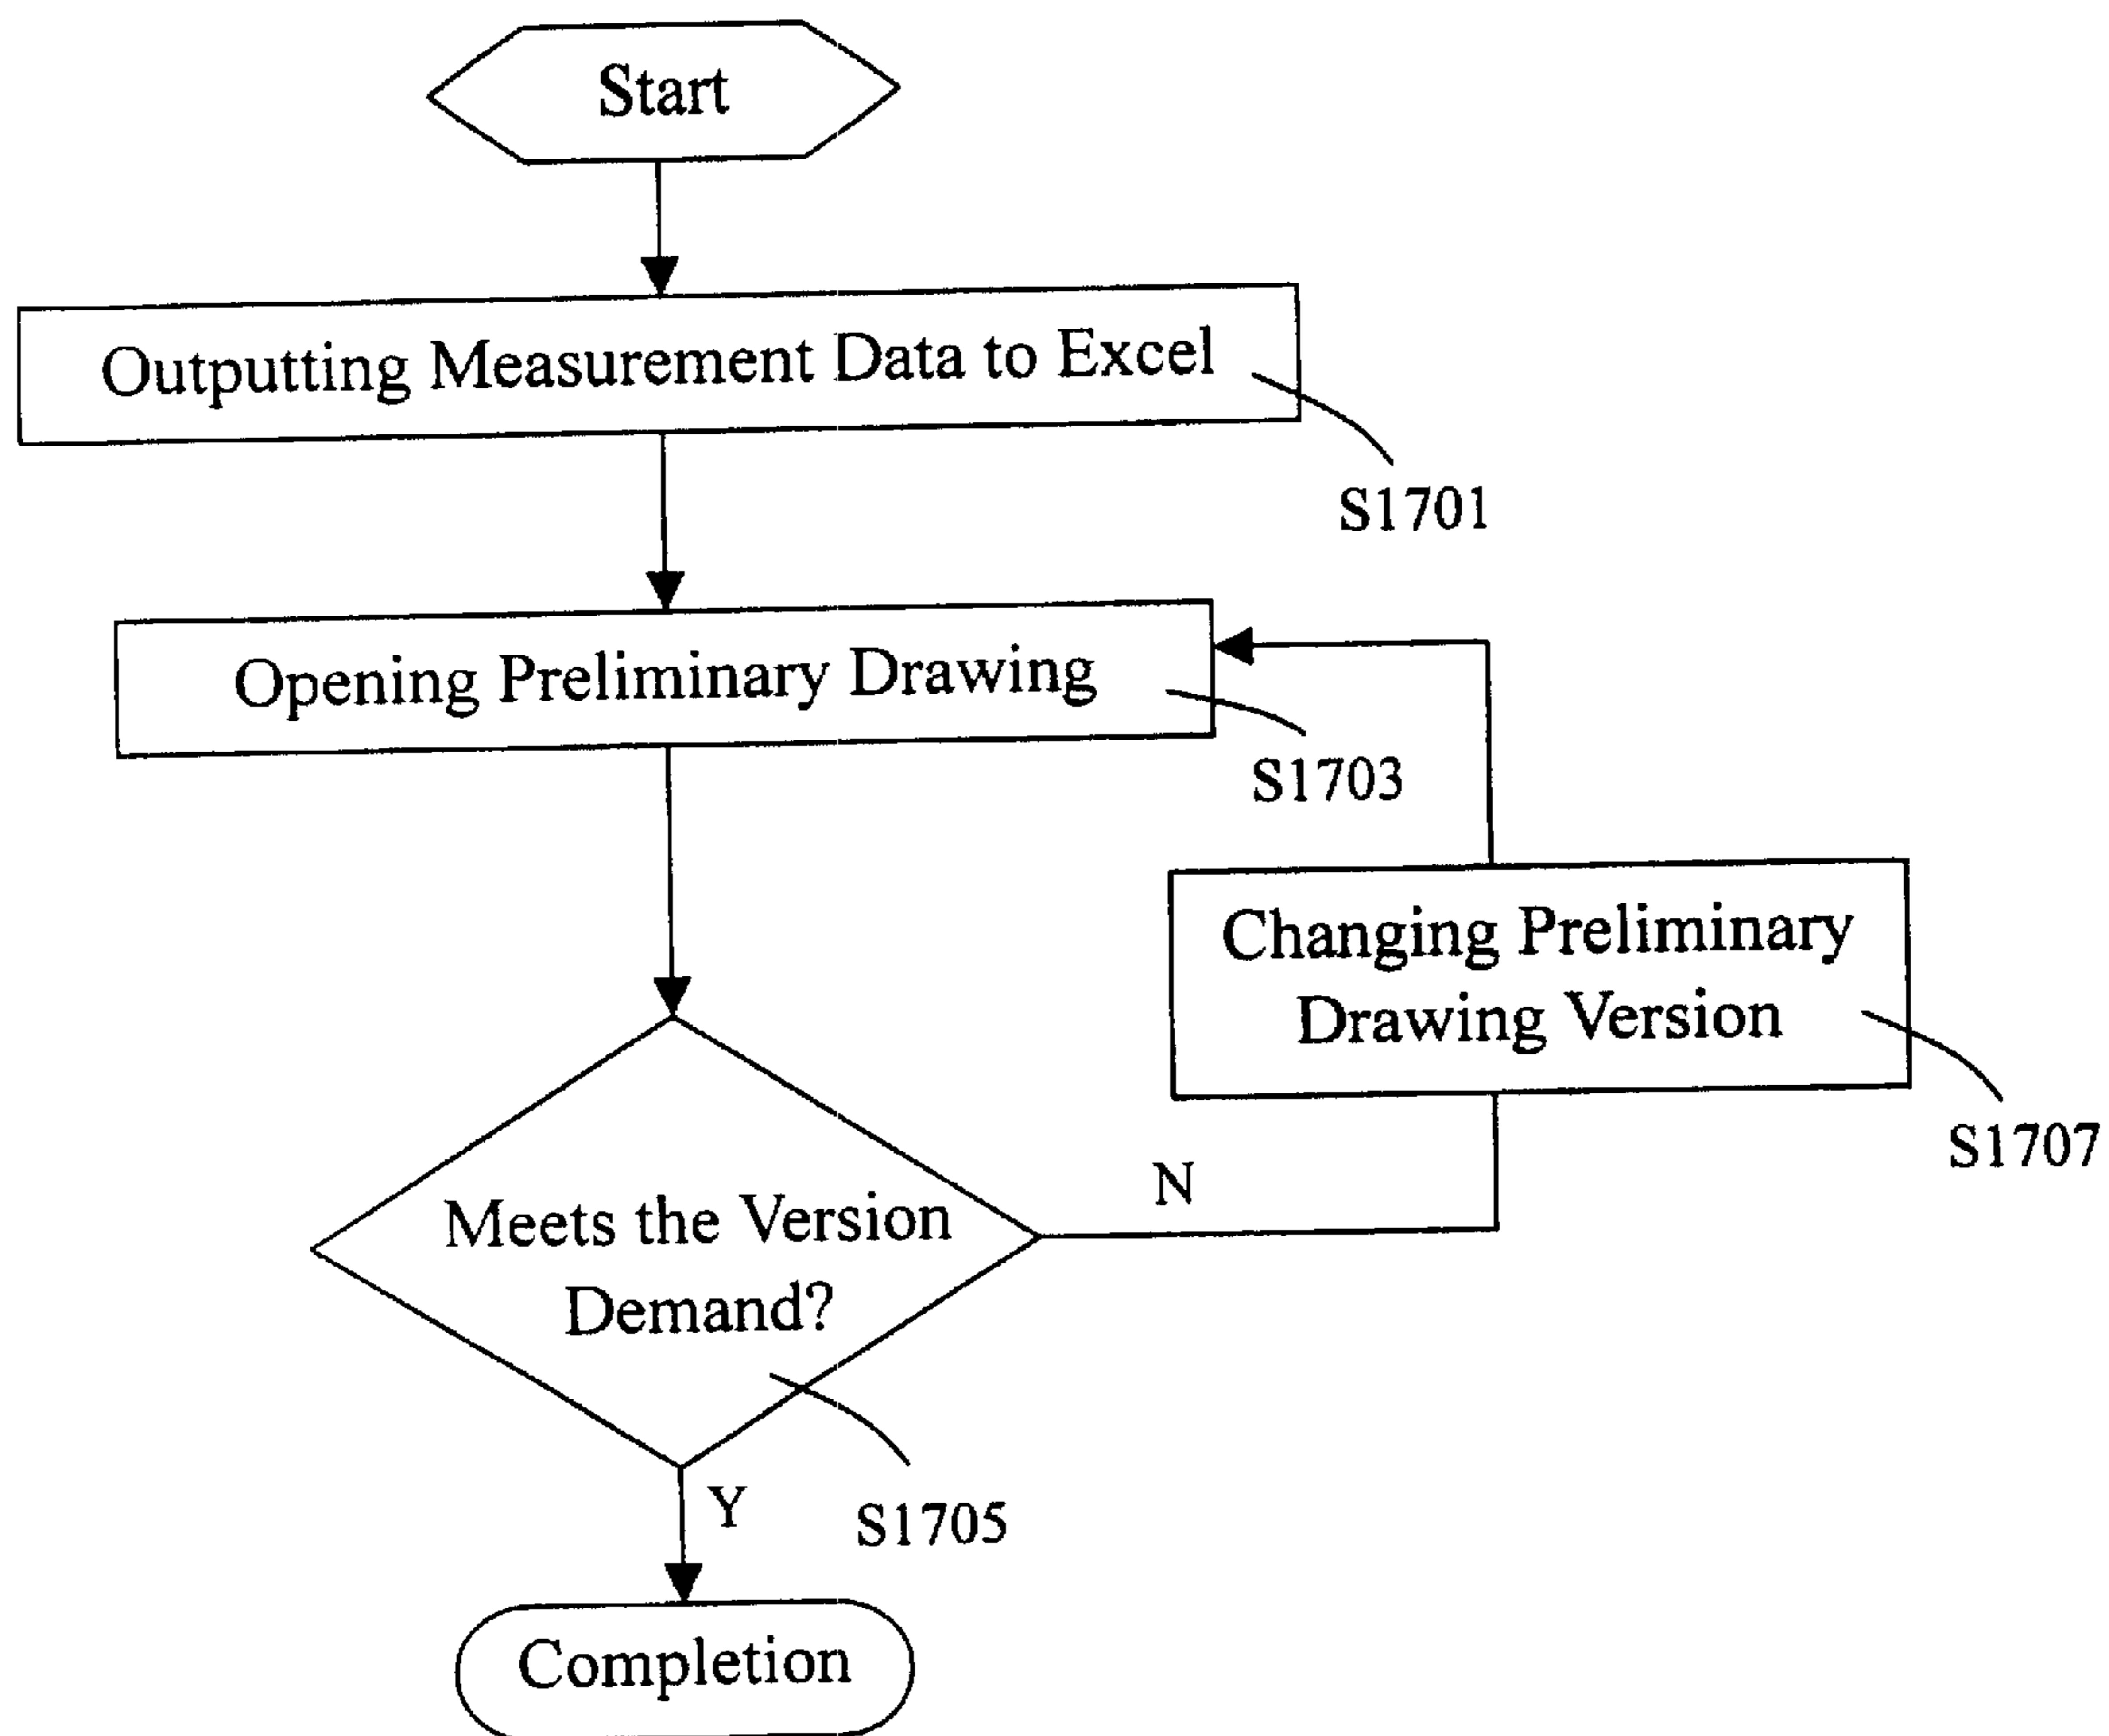 Start
Outputting Measurement Data to Excel
S1701
Opening Preliminary Drawing
S1703
Changing Preliminary
Drawing Version
S1707
N
Meets the Version
Demand?
Y
S1705
Completion